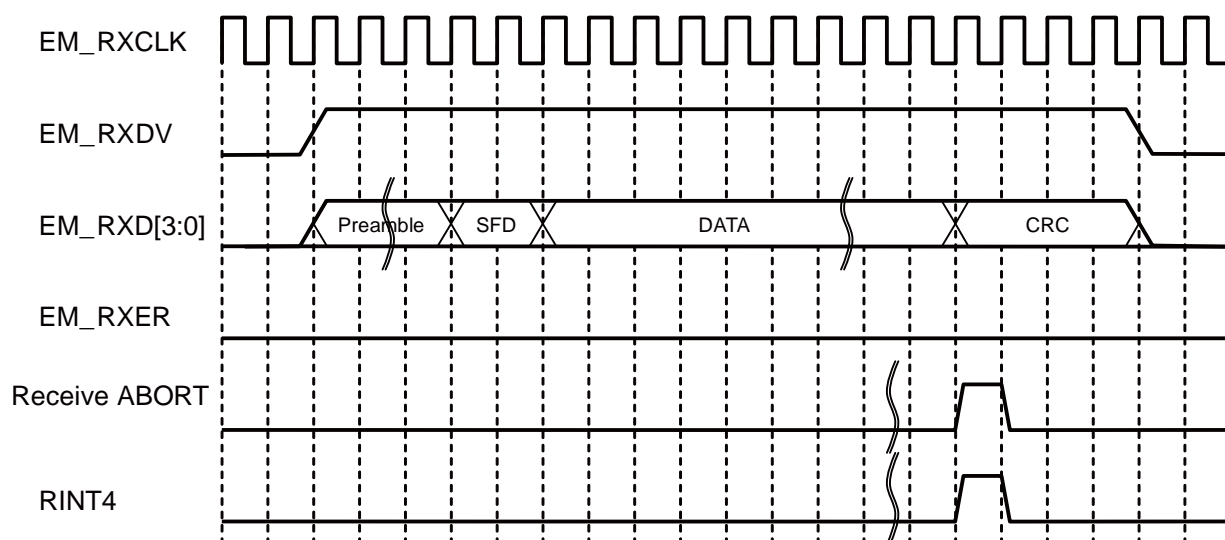 EM_RXCLK
EM_RXDV
EM_RXD[3:0]
Preamble
SFD
DATA
CRC
EM_RXER
Receive ABORT
RINT4